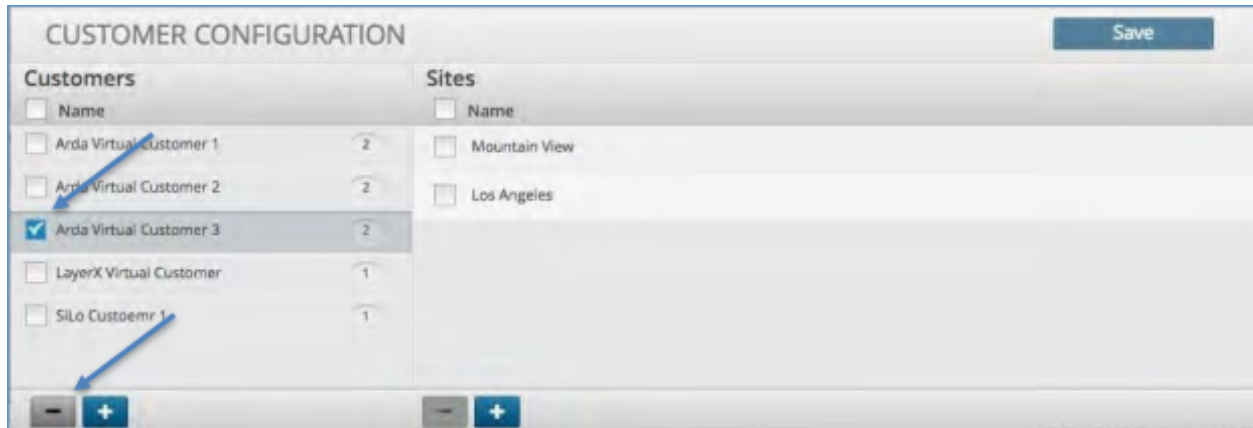 CUSTOMER CONFIGURATION
Save
Customers
Name
Arda Virtual Customer 1 2
Arda Virtual Customer 2 2
Arda Virtual Customer 3 2
LayerX Virtual Customer 1
SiLo Custoemr 1 1
Sites
Name
Mountain View
Los Angeles